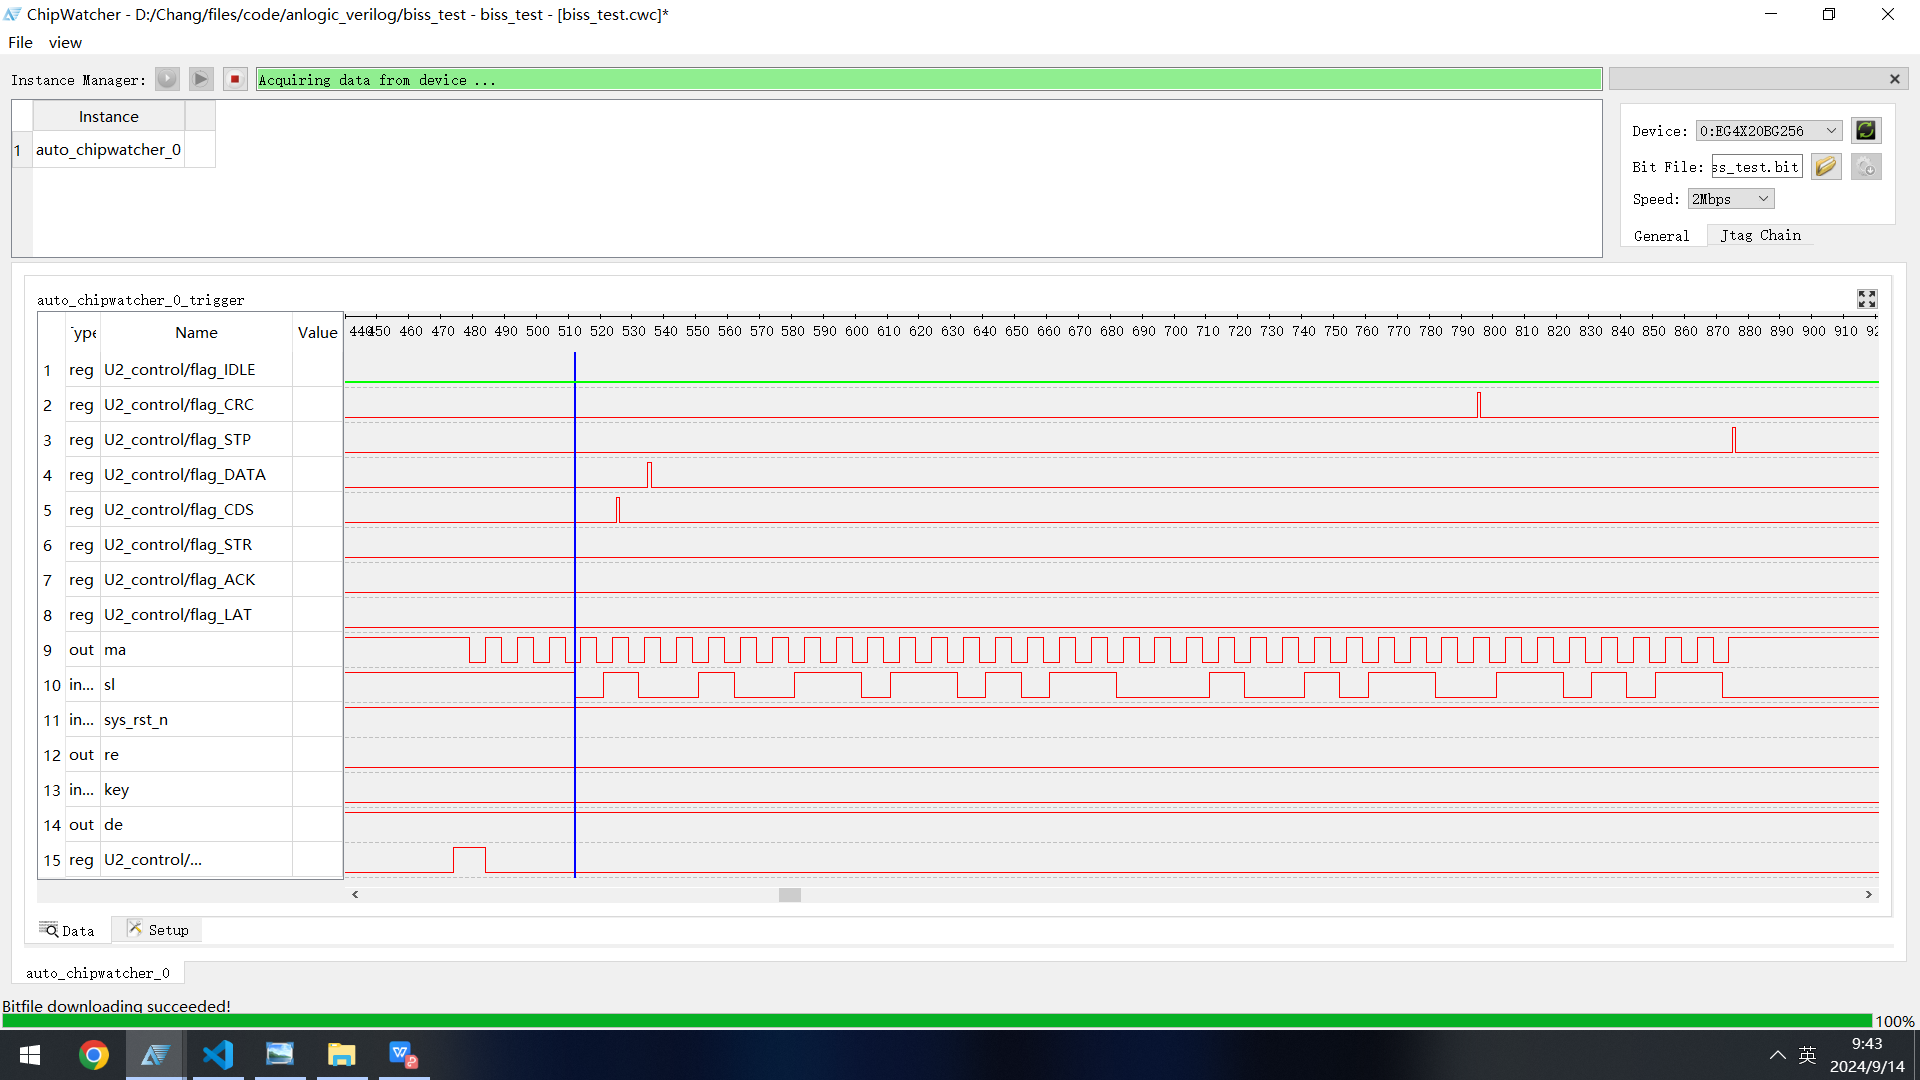 ChipWatcher - D:/Chang/files/code/anlogic_verilog/biss_test - biss_test - [biss_test.cwc]*
File view
Instance Manager: Acquiring data from device ...
Instance
1 auto_chipwatcher_0
Device: 0:EG4X20BG256
Bit File: ss_test.bit
Speed: 2Mbps
General Jtag Chain
auto_chipwatcher_0_trigger
ype Name Value 440 450 460 470 480 490 500 510 520 530 540 550 560 570 580 590 600 610 620 630 640 650 660 670 680 690 700 710 720 730 740 750 760 770 780 790 800 810 820 830 840 850 860 870 880 890 900 910 92
1 reg U2_control/flag_IDLE
2 reg U2_control/flag_CRC
3 reg U2_control/flag_STP
4 reg U2_control/flag_DATA
5 reg U2_control/flag_CDS
6 reg U2_control/flag_STR
7 reg U2_control/flag_ACK
8 reg U2_control/flag_LAT
9 out ma
10 in... sl
11 in... sys_rst_n
12 out re
13 in... key
14 out de
15 reg U2_control/...
Data Setup
auto_chipwatcher_0
Bitfile downloading succeeded!
100%
英
9:43
2024/9/14